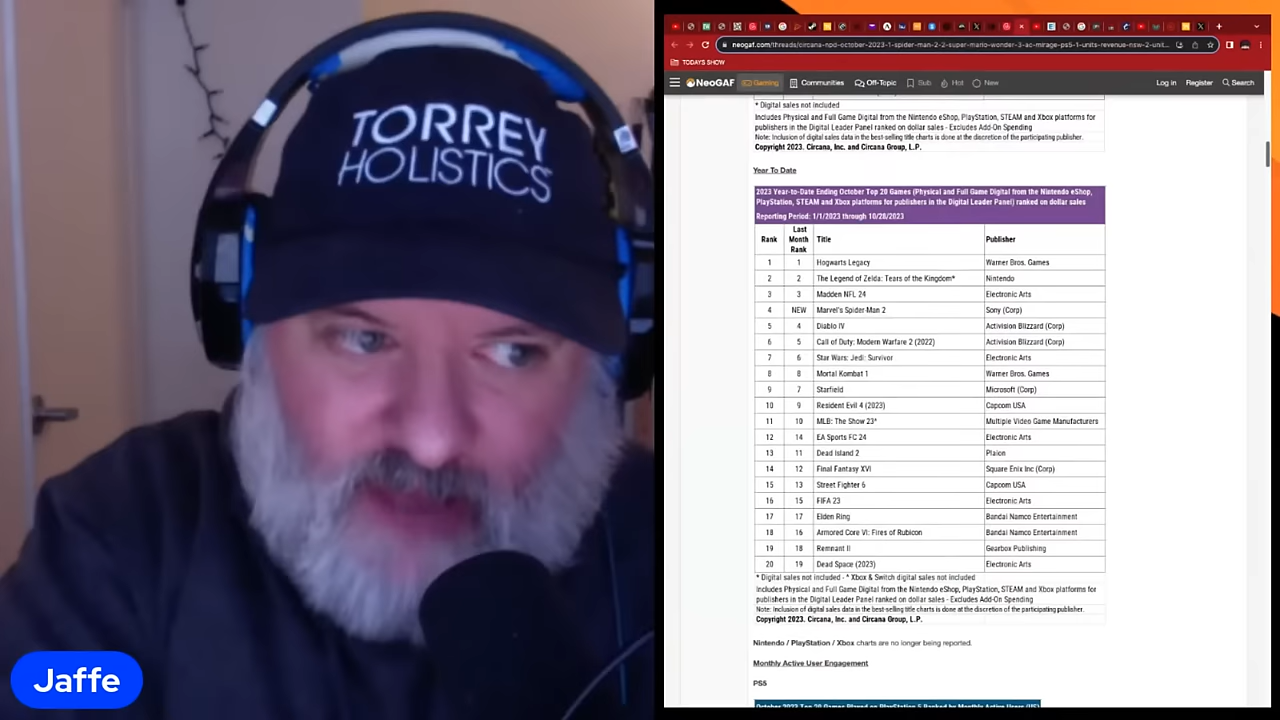 TORREY
HOLISTICS
Jaffe
neogaf.com/threads/circana-npd-october-2023-1-spider-man-2-2-super-mario-wonder-3-ac-mirage-ps5-1-units-revenue-nsw-2-unit...
TODAYS SHOW
NeoGAF Gaming Communities Off-Topic Sub Hot New Log in Register Search
* Digital sales not included
Includes Physical and Full Game Digital from the Nintendo eShop, PlayStation, STEAM and Xbox platforms for
publishers in the Digital Leader Panel ranked on dollar sales - Excludes Add-On Spending
Note: Inclusion of digital sales data in the best-selling title charts is done at the discretion of the participating publisher.
Copyright 2023. Circana, Inc. and Circana Group, L.P.
Year To Date
2023 Year-to-Date Ending October Top 20 Games (Physical and Full Game Digital from the Nintendo eShop,
PlayStation, STEAM and Xbox platforms for publishers in the Digital Leader Panel) ranked on dollar sales
Reporting Period: 1/1/2023 through 10/28/2023
Rank Last Month Rank Title Publisher
1 1 Hogwarts Legacy Warner Bros. Games
2 2 The Legend of Zelda: Tears of the Kingdom* Nintendo
3 3 Madden NFL 24 Electronic Arts
4 NEW Marvel's Spider-Man 2 Sony (Corp)
5 4 Diablo IV Activision Blizzard (Corp)
6 5 Call of Duty: Modern Warfare 2 (2022) Activision Blizzard (Corp)
7 6 Star Wars: Jedi: Survivor Electronic Arts
8 8 Mortal Kombat 1 Warner Bros. Games
9 7 Starfield Microsoft (Corp)
10 9 Resident Evil 4 (2023) Capcom USA
11 10 MLB: The Show 23^ Multiple Video Game Manufacturers
12 14 EA Sports FC 24 Electronic Arts
13 11 Dead Island 2 Plaion
14 12 Final Fantasy XVI Square Enix Inc (Corp)
15 13 Street Fighter 6 Capcom USA
16 15 FIFA 23 Electronic Arts
17 17 Elden Ring Bandai Namco Entertainment
18 16 Armored Core VI: Fires of Rubicon Bandai Namco Entertainment
19 18 Remnant II Gearbox Publishing
20 19 Dead Space (2023) Electronic Arts
* Digital sales not included - ^ Xbox & Switch digital sales not included
Includes Physical and Full Game Digital from the Nintendo eShop, PlayStation, STEAM and Xbox platforms for
publishers in the Digital Leader Panel ranked on dollar sales - Excludes Add-On Spending
Note: Inclusion of digital sales data in the best-selling title charts is done at the discretion of the participating publisher.
Copyright 2023. Circana, Inc. and Circana Group, L.P.
Nintendo / PlayStation / Xbox charts are no longer being reported.
Monthly Active User Engagement
PS5
October 2023 Top 20 Games Played on PlayStation 5 Ranked by Monthly Active Users (US)